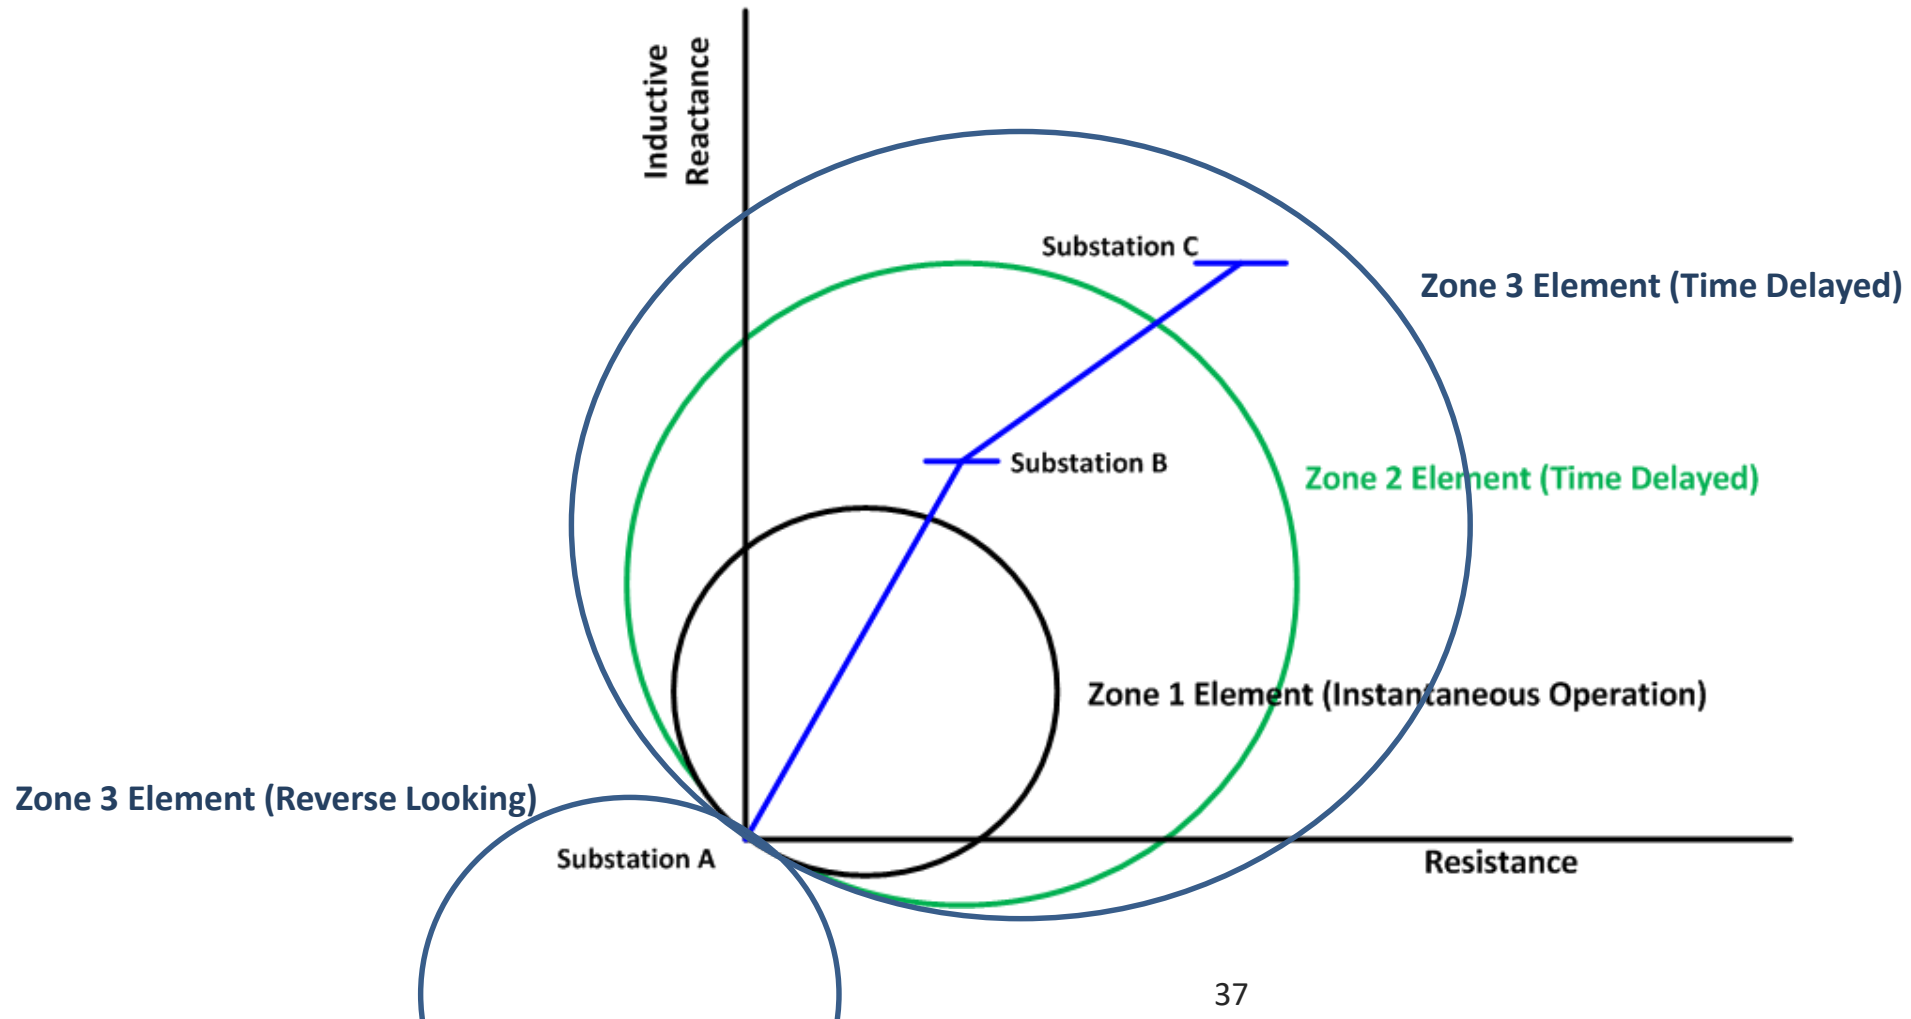 Inductive
Reactance
Substation C
Zone 3 Element (Time Delayed)
Substation B
Zone 2 Element (Time Delayed)
Zone 1 Element (Instantaneous Operation)
Zone 3 Element (Reverse Looking)
Substation A
Resistance
37